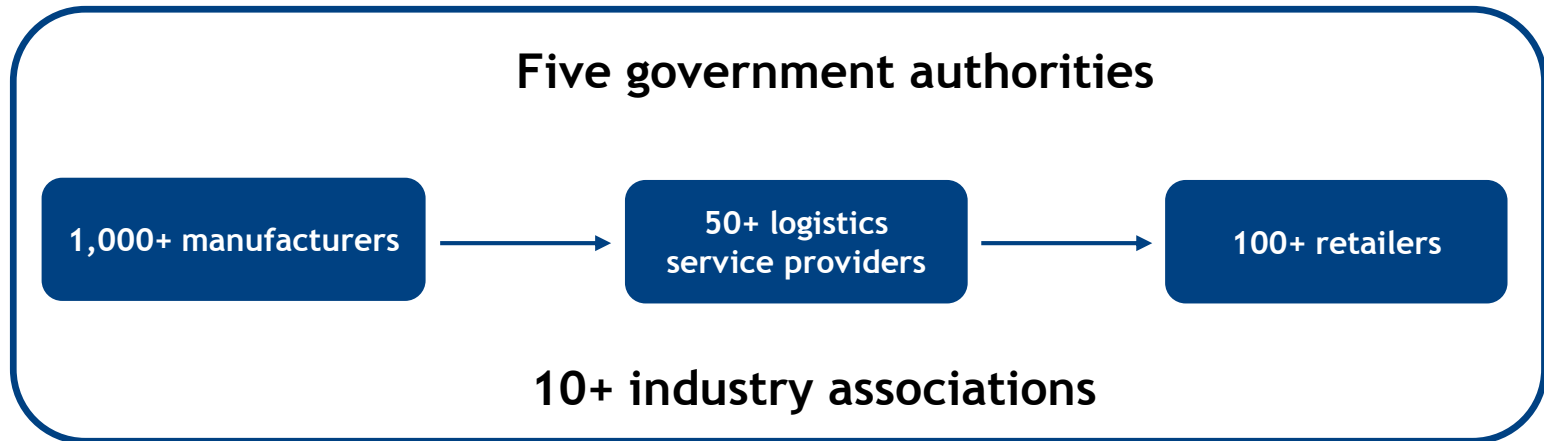 Five government authorities
1,000+ manufacturers
50+ logistics
service providers
100+ retailers
10+ industry associations